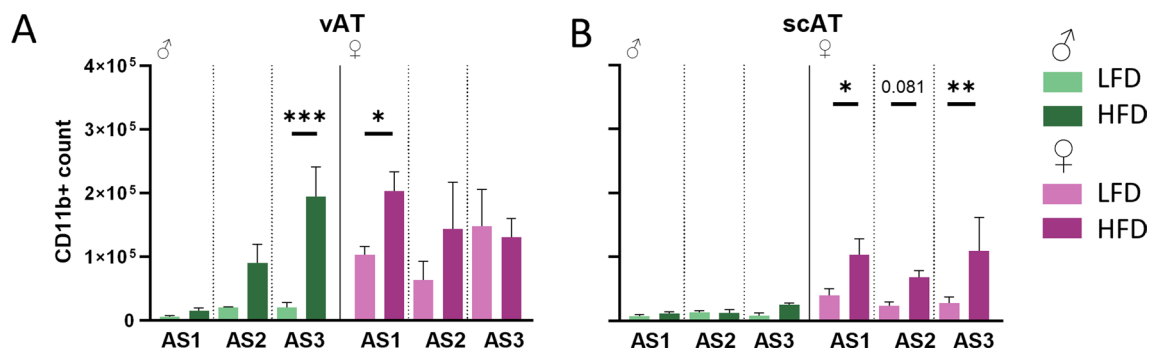 A
vAT
♂
♀
CD11b+ count
4×10⁵
3×10⁵
2×10⁵
1×10⁵
0
***
*
AS1 AS2 AS3 AS1 AS2 AS3
B
scAT
♂
♀
* 0.081 **
AS1 AS2 AS3 AS1 AS2 AS3
♂
LFD
HFD
♀
LFD
HFD